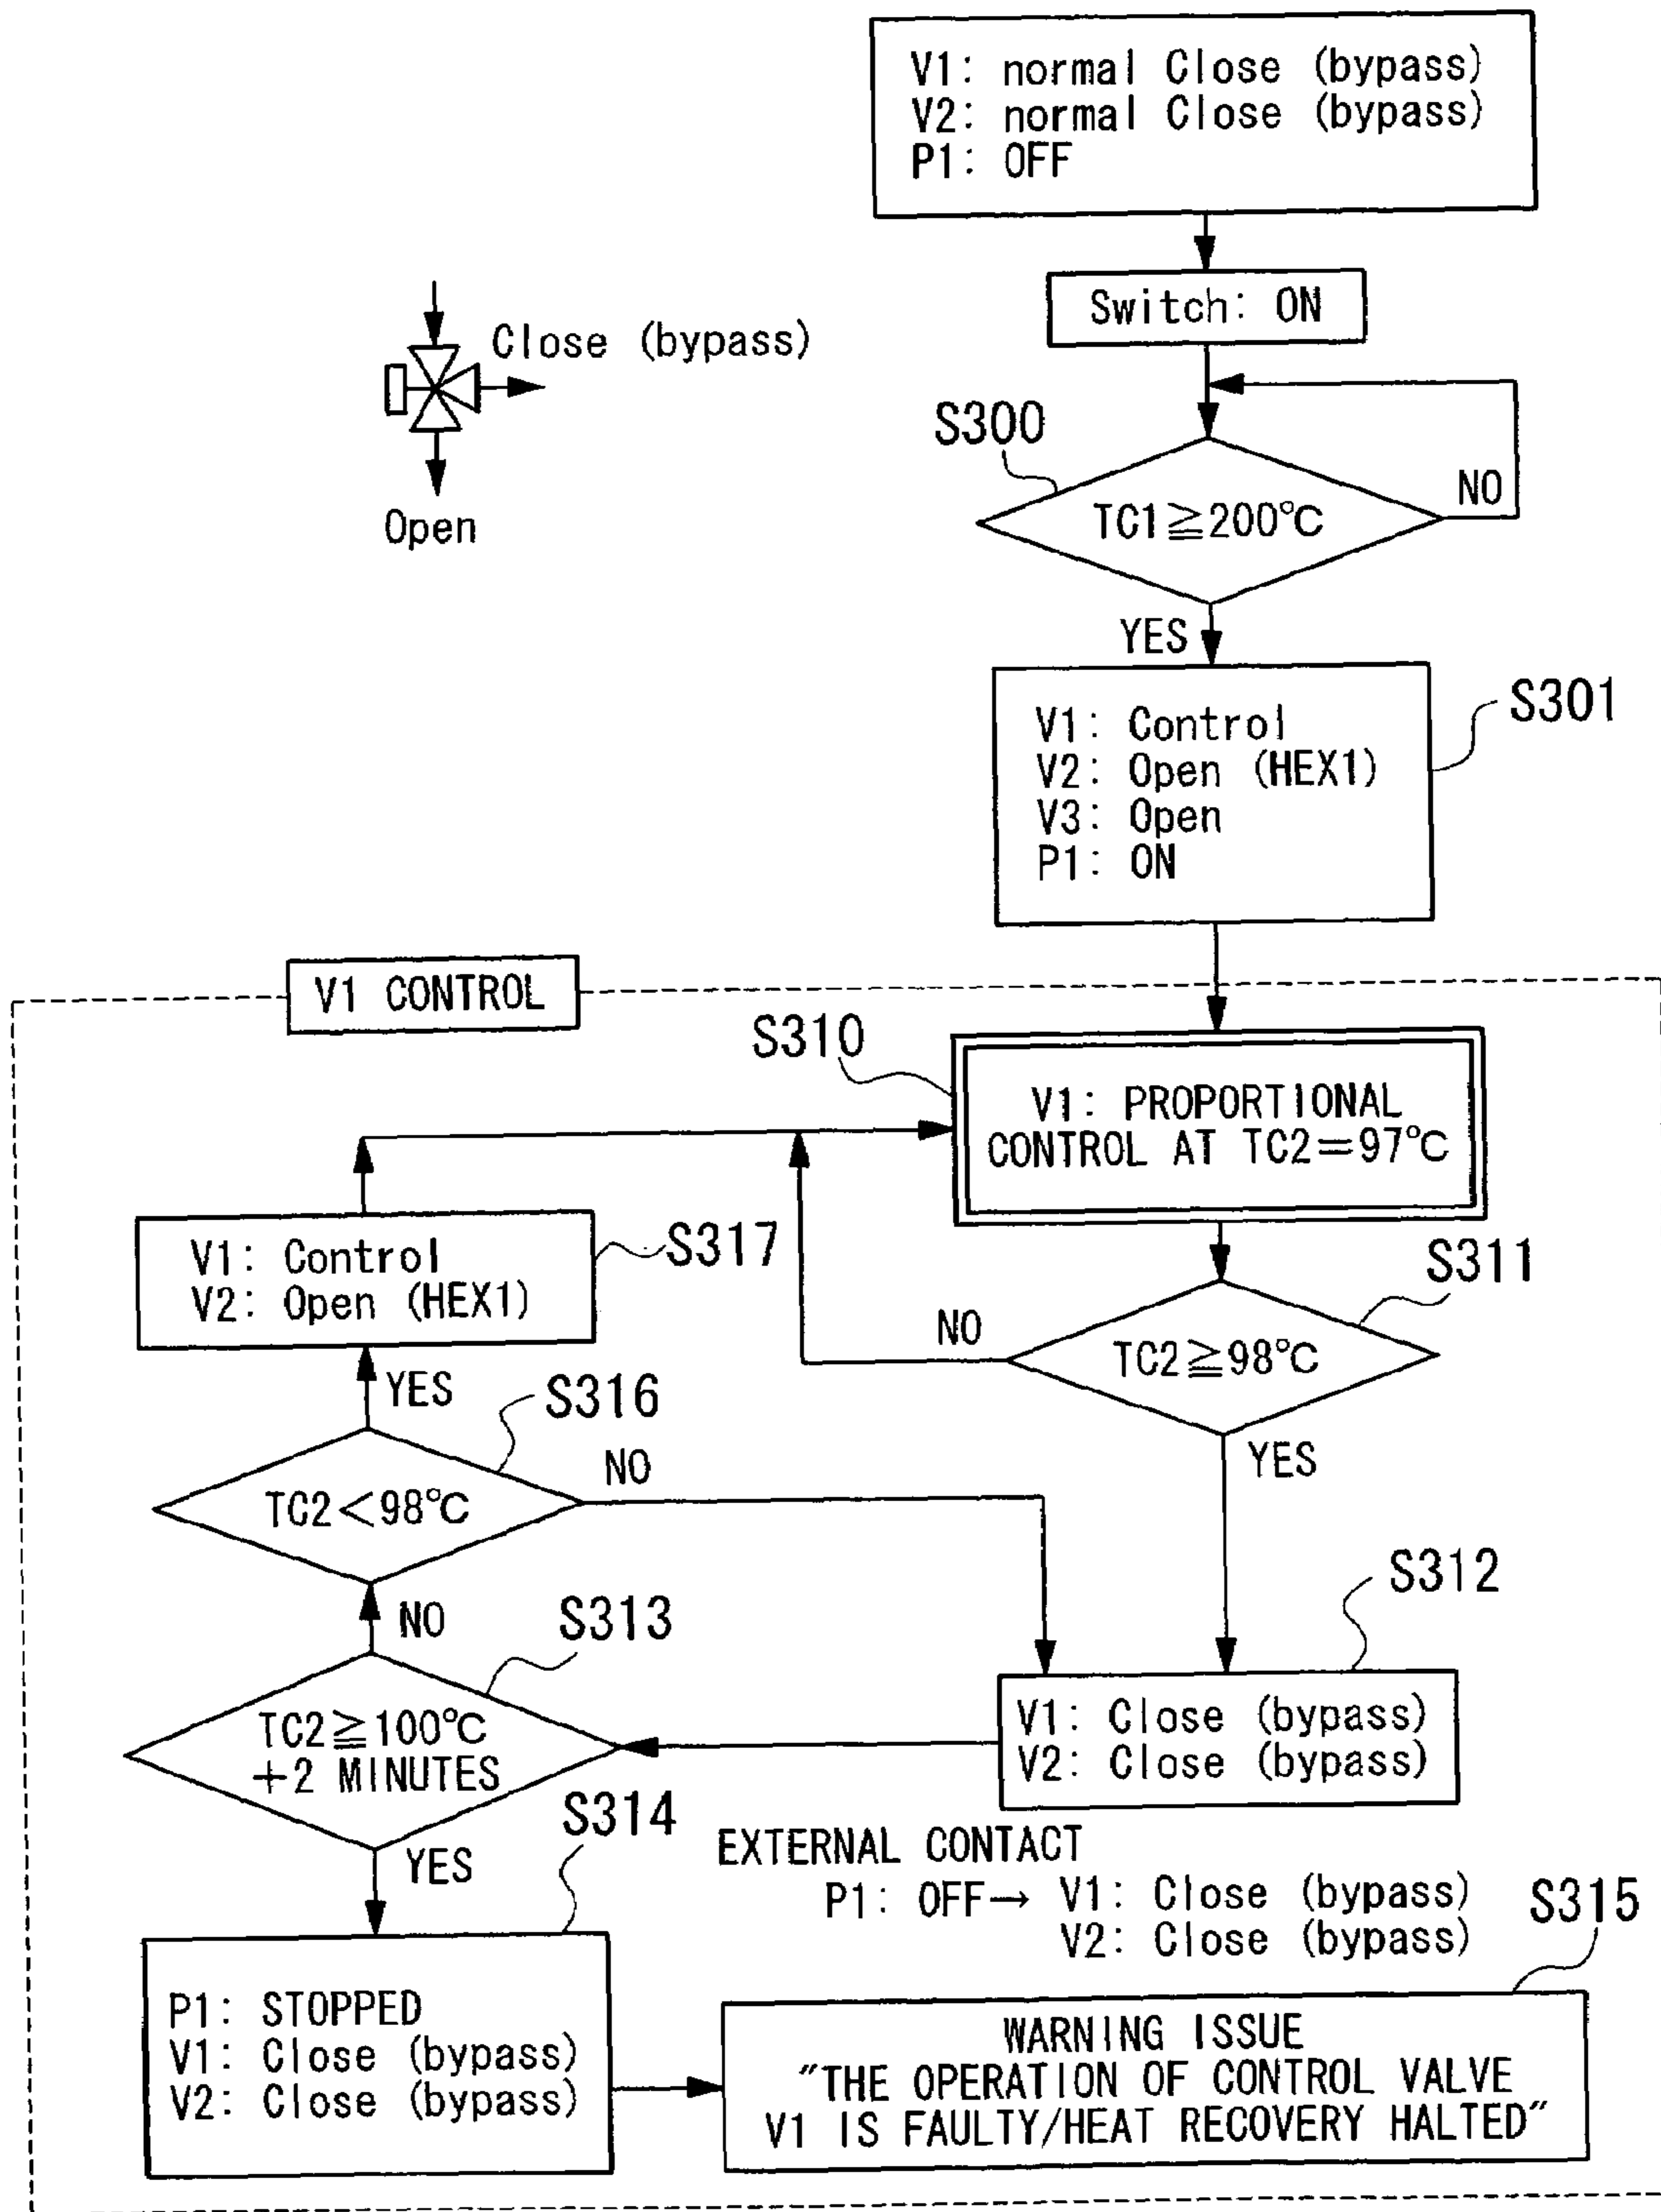 V1: normal Close (bypass)
V2: normal Close (bypass)
P1: OFF
Switch: ON
Close (bypass)
Open
S300
TC1≧200℃
NO
YES
S301
V1: Control
V2: Open (HEX1)
V3: Open
P1: ON
V1 CONTROL
S310
V1: PROPORTIONAL
CONTROL AT TC2=97℃
S317
V1: Control
V2: Open (HEX1)
S311
NO
TC2≧98℃
YES
YES
S316
NO
TC2<98℃
S312
NO
S313
V1: Close (bypass)
V2: Close (bypass)
TC2≧100℃
+2 MINUTES
S314
YES
EXTERNAL CONTACT
P1: OFF→ V1: Close (bypass)
V2: Close (bypass)
S315
P1: STOPPED
V1: Close (bypass)
V2: Close (bypass)
WARNING ISSUE
"THE OPERATION OF CONTROL VALVE
V1 IS FAULTY/HEAT RECOVERY HALTED"